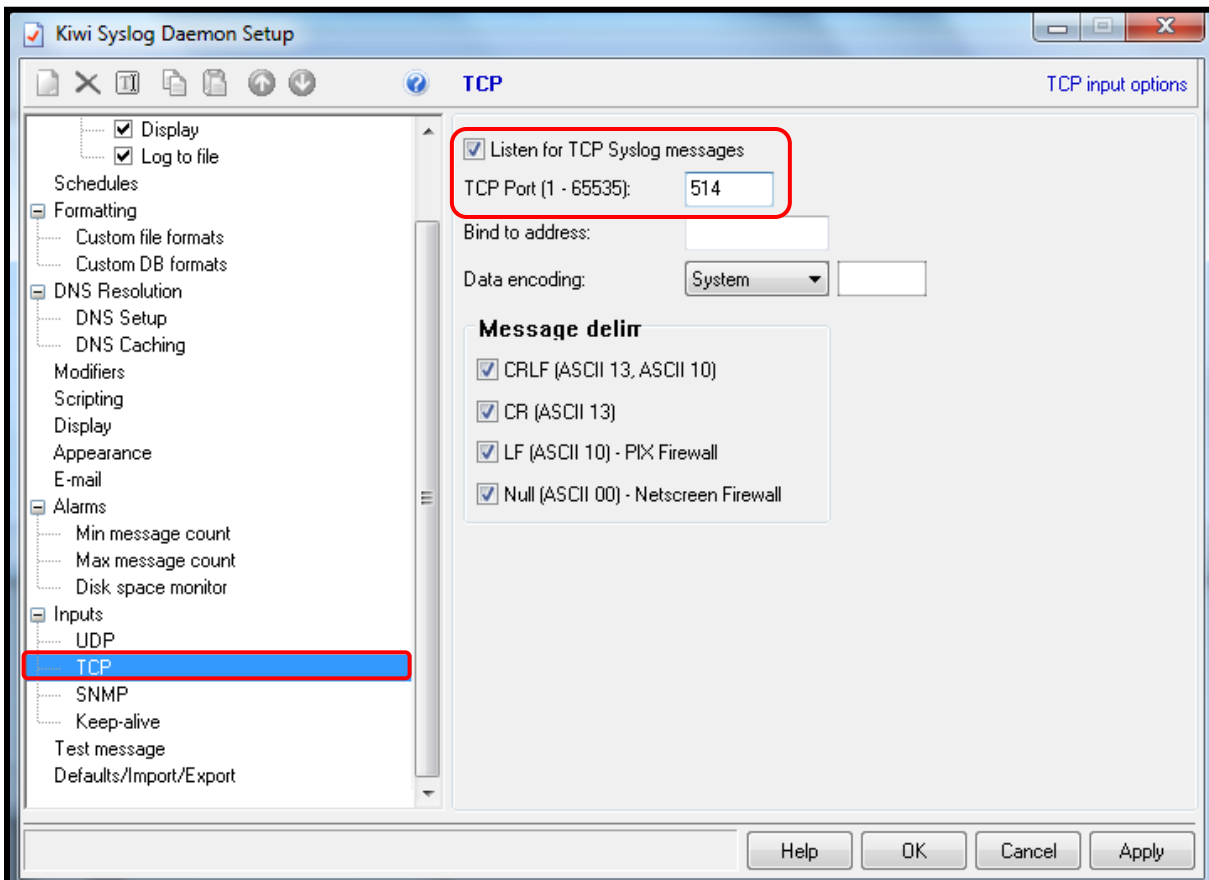 Kiwi Syslog Daemon Setup
TCP
TCP input options
Display
Log to file
Schedules
Formatting
Custom file formats
Custom DB formats
DNS Resolution
DNS Setup
DNS Caching
Modifiers
Scripting
Display
Appearance
E-mail
Alarms
Min message count
Max message count
Disk space monitor
Inputs
UDP
TCP
SNMP
Keep-alive
Test message
Defaults/Import/Export
Listen for TCP Syslog messages
TCP Port (1 - 65535): 514
Bind to address:
Data encoding: System
Message delim
CRLF (ASCII 13, ASCII 10)
CR (ASCII 13)
LF (ASCII 10) - PIX Firewall
Null (ASCII 00) - Netscreen Firewall
Help OK Cancel Apply